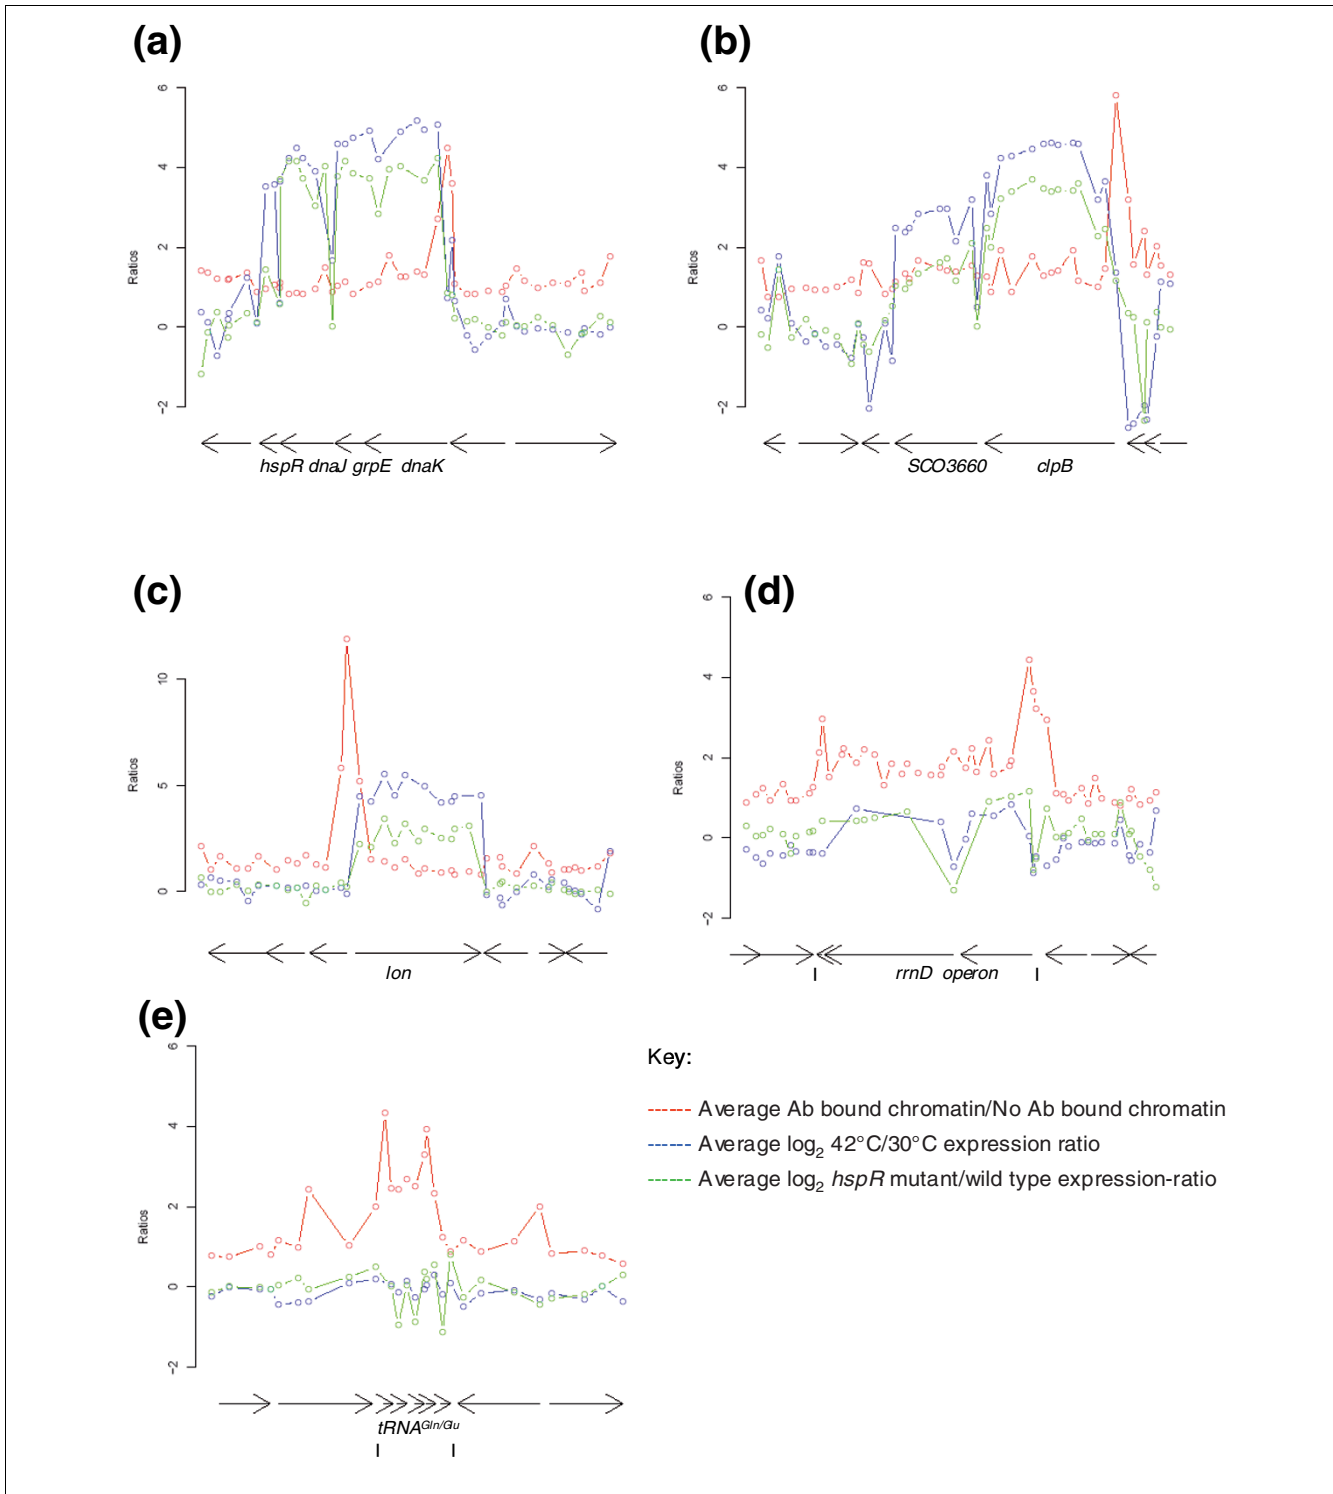 (a)
6
4
2
0
−2
Ratios
hspR dnaJ grpE dnaK
(b)
6
4
2
0
−2
Ratios
SCO3660 clpB
(c)
10
5
0
Ratios
lon
(d)
6
4
2
0
−2
Ratios
rrnD operon
(e)
6
4
2
0
−2
Ratios
tRNA^Gln/Glu
Key:
Average Ab bound chromatin/No Ab bound chromatin
Average log₂ 42°C/30°C expression ratio
Average log₂ hspR mutant/wild type expression-ratio